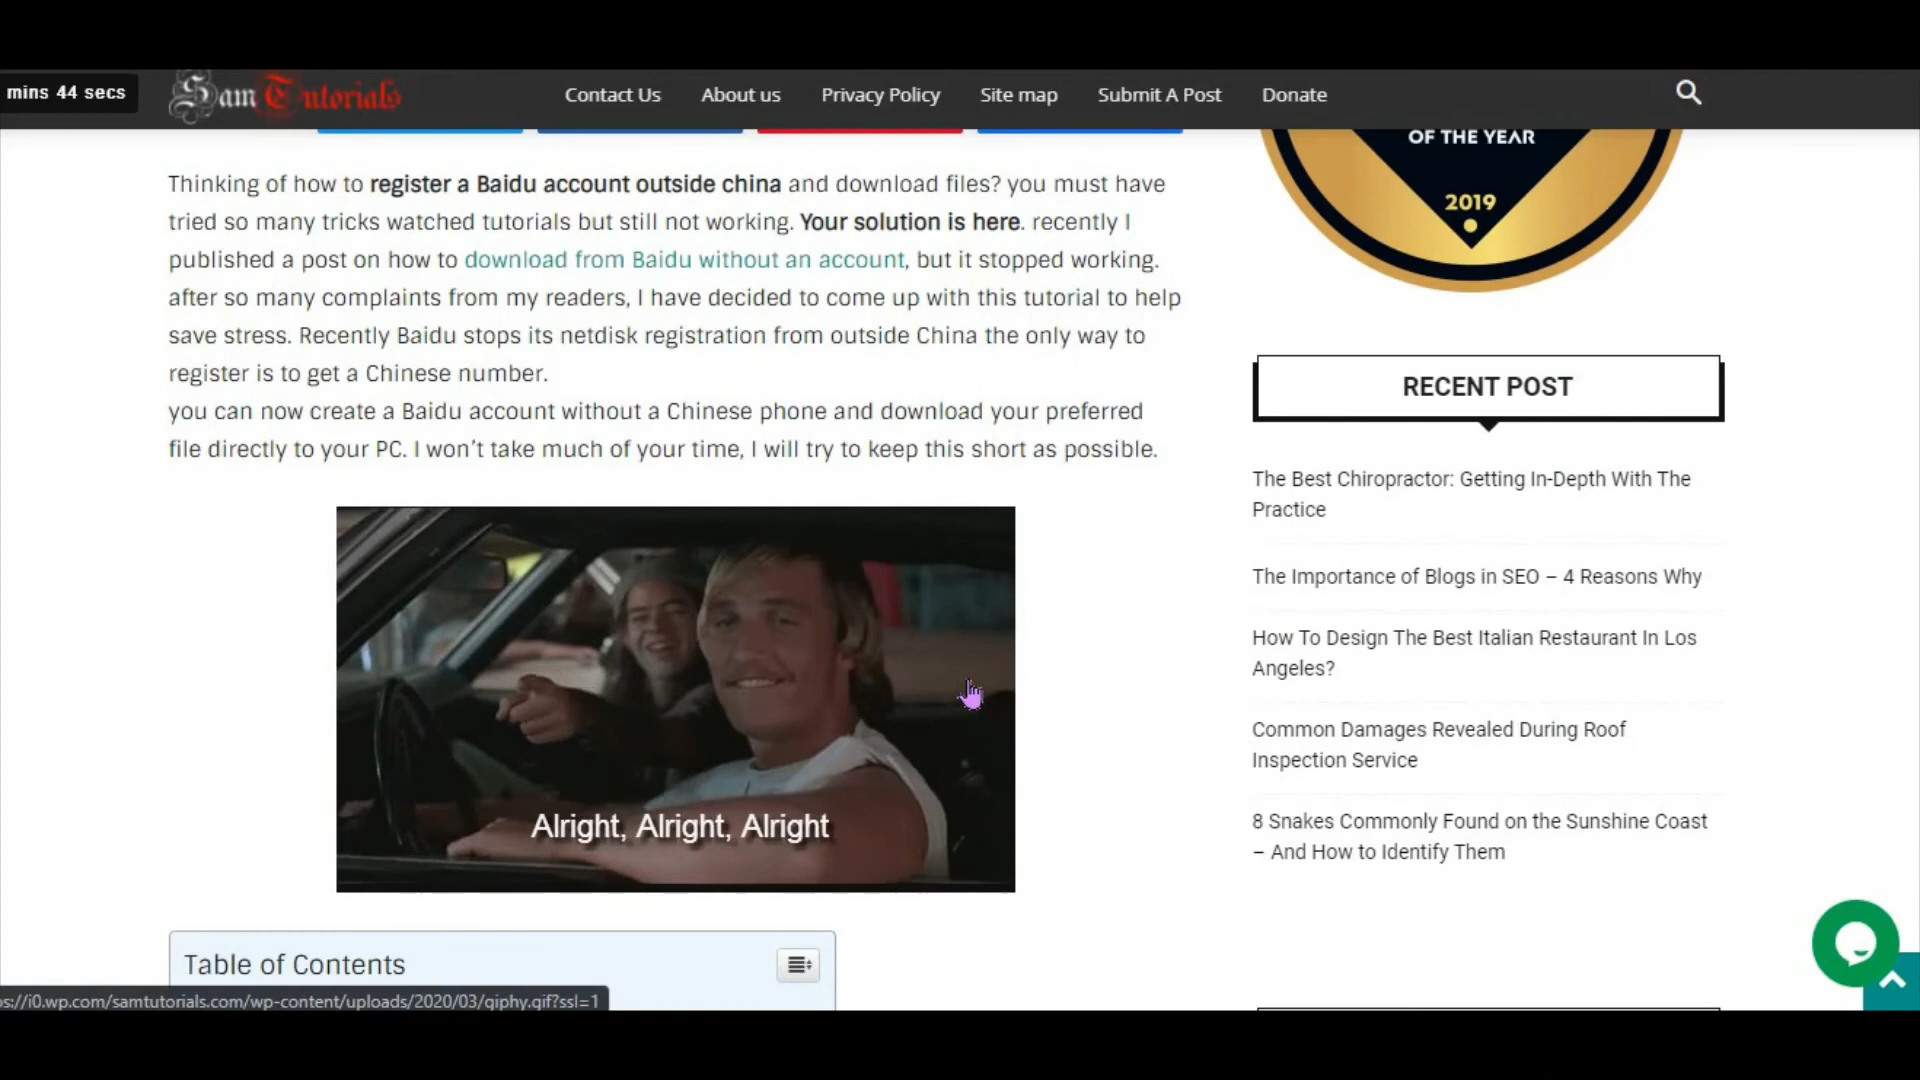 mins 44 secs
Sam Tutorials
Contact Us
About us
Privacy Policy
Site map
Submit A Post
Donate
Thinking of how to register a Baidu account outside china and download files? you must have
tried so many tricks watched tutorials but still not working. Your solution is here. recently I
published a post on how to download from Baidu without an account, but it stopped working.
after so many complaints from my readers, I have decided to come up with this tutorial to help
save stress. Recently Baidu stops its netdisk registration from outside China the only way to
register is to get a Chinese number.
you can now create a Baidu account without a Chinese phone and download your preferred
file directly to your PC. I won’t take much of your time, I will try to keep this short as possible.
Alright, Alright, Alright
Table of Contents
ps://i0.wp.com/samtutorials.com/wp-content/uploads/2020/03/giphy.gif?ssl=1
OF THE YEAR
2019
RECENT POST
The Best Chiropractor: Getting In-Depth With The
Practice
The Importance of Blogs in SEO – 4 Reasons Why
How To Design The Best Italian Restaurant In Los
Angeles?
Common Damages Revealed During Roof
Inspection Service
8 Snakes Commonly Found on the Sunshine Coast
– And How to Identify Them